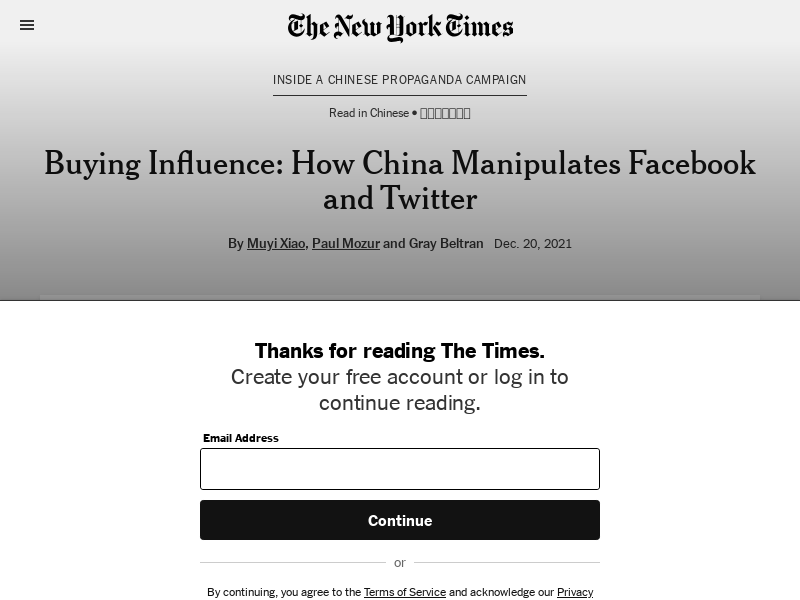 The New York Times
INSIDE A CHINESE PROPAGANDA CAMPAIGN
Read in Chinese •
Buying Influence: How China Manipulates Facebook
and Twitter
By Muyi Xiao, Paul Mozur and Gray Beltran Dec. 20, 2021
Thanks for reading The Times.
Create your free account or log in to
continue reading.
Email Address
Continue
or
By continuing, you agree to the Terms of Service and acknowledge our Privacy